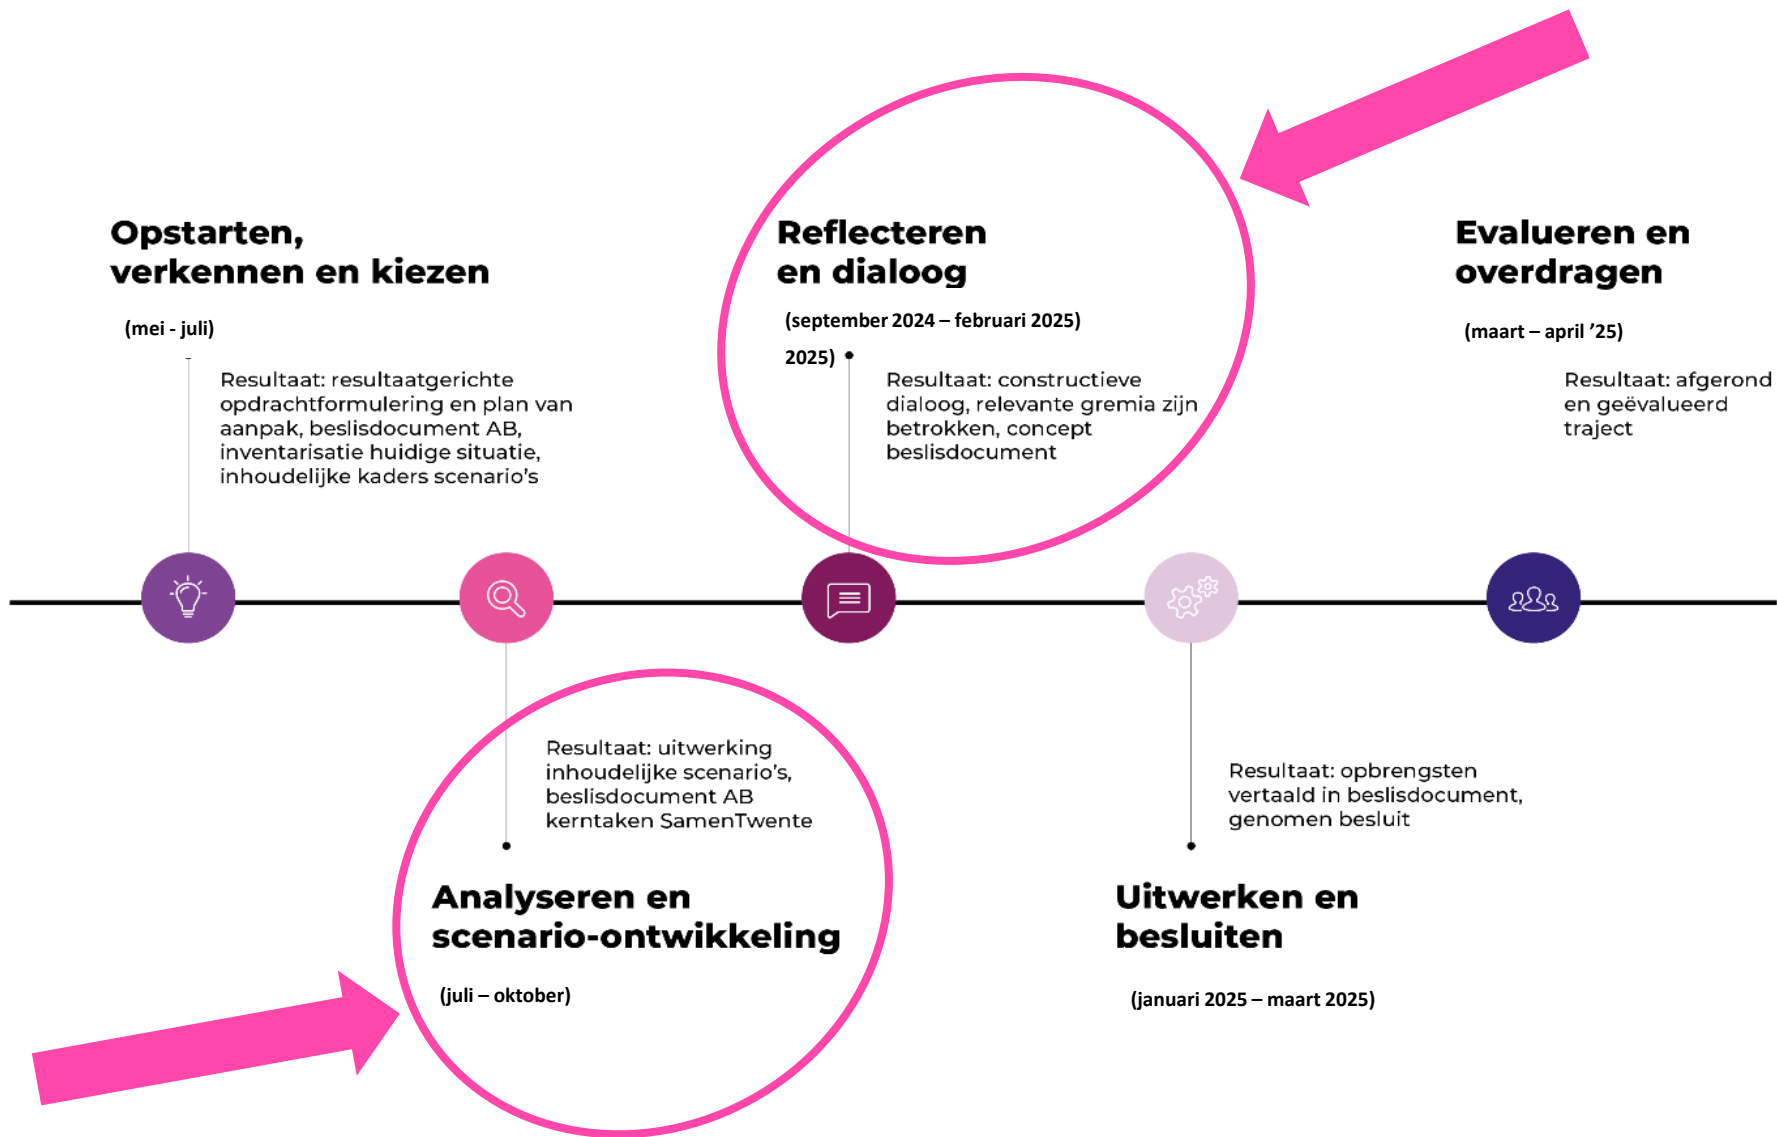 Opstarten,
verkennen en kiezen
(mei - juli)
Resultaat: resultaatgerichte
opdrachtformulering en plan van
aanpak, beslisdocument AB,
inventarisatie huidige situatie,
inhoudelijke kaders scenario's
Reflecteren
en dialoog
(september 2024 – februari 2025)
2025)
Resultaat: constructieve
dialoog, relevante gremia zijn
betrokken, concept
beslisdocument
Evalueren en
overdragen
(maart – april ’25)
Resultaat: afgerond
en geëvalueerd
traject
Resultaat: uitwerking
inhoudelijke scenario's,
beslisdocument AB
kerntaken SamenTwente
Analyseren en
scenario-ontwikkeling
(juli – oktober)
Resultaat: opbrengsten
vertaald in beslisdocument,
genomen besluit
Uitwerken en
besluiten
(januari 2025 – maart 2025)